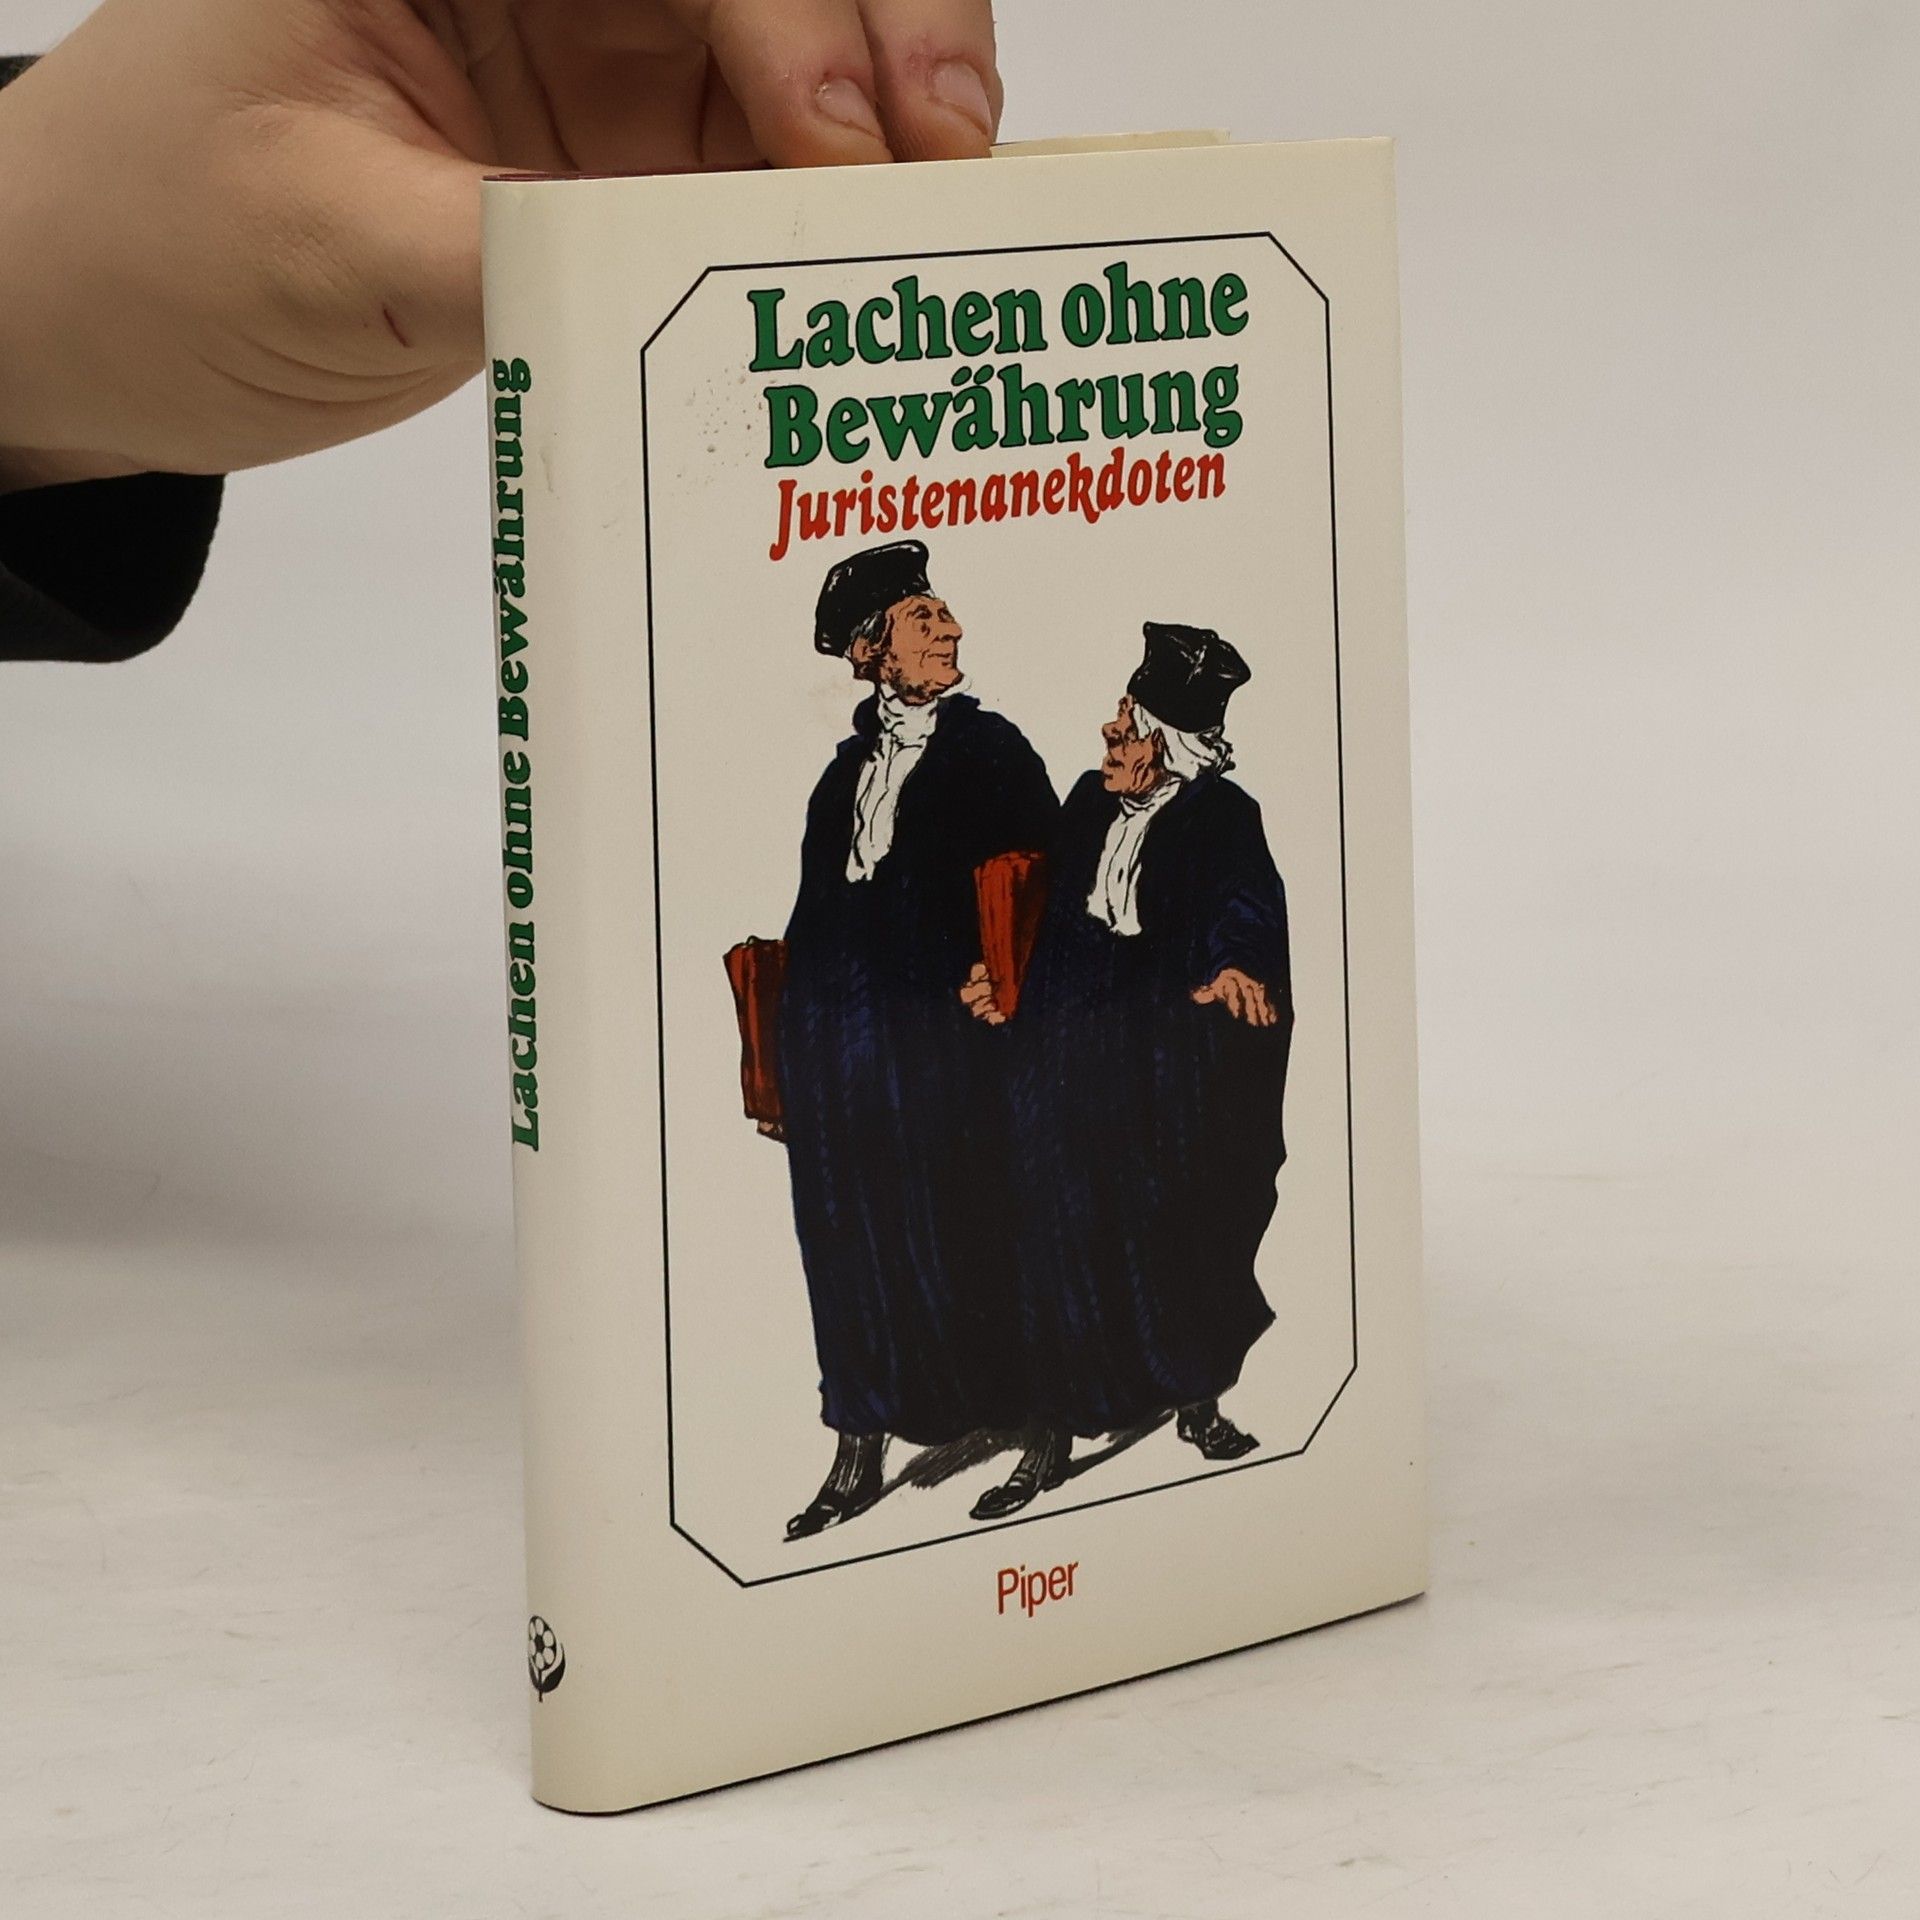 Lachen ohne
Bewährung
Juristenanekdoten
Piper
Lachen ohne Bewährung